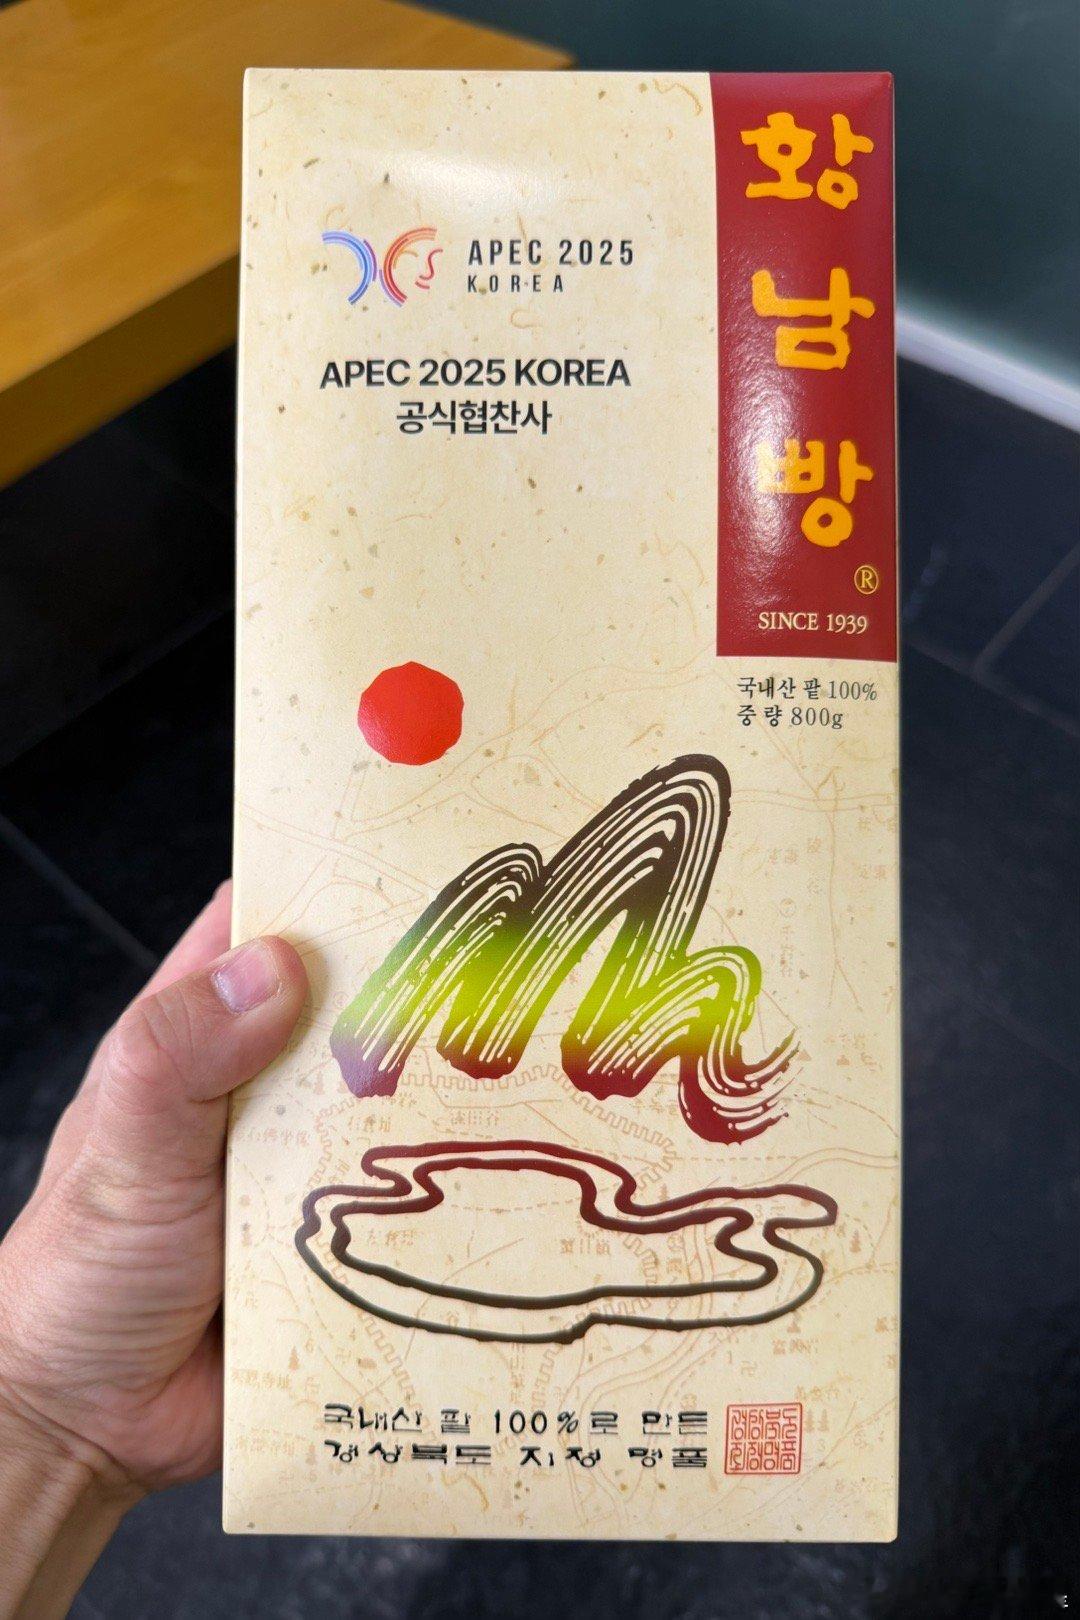 APEC 2025
KOREA
APEC 2025 KOREA
공식협찬사
황남빵
®
SINCE 1939
국내산 팥 100%
중량 800g
국내산 팥 100%로 만든
경상북도 지정 명품